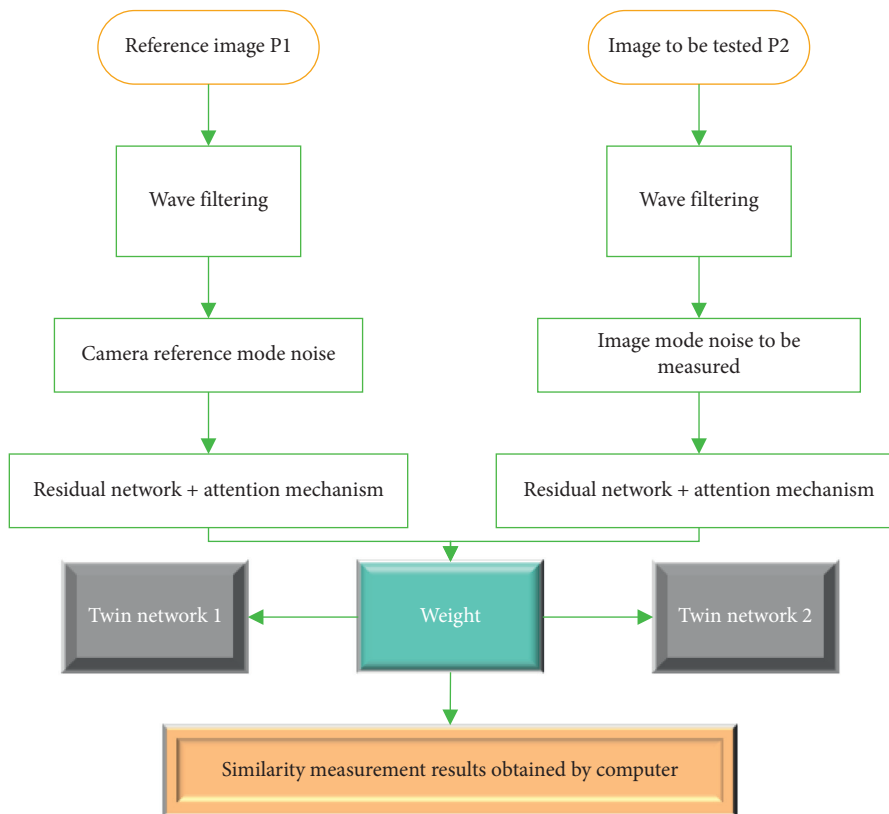 Reference image P1
Image to be tested P2
Wave filtering
Wave filtering
Camera reference mode noise
Image mode noise to be
measured
Residual network + attention mechanism
Residual network + attention mechanism
Twin network 1
Weight
Twin network 2
Similarity measurement results obtained by computer